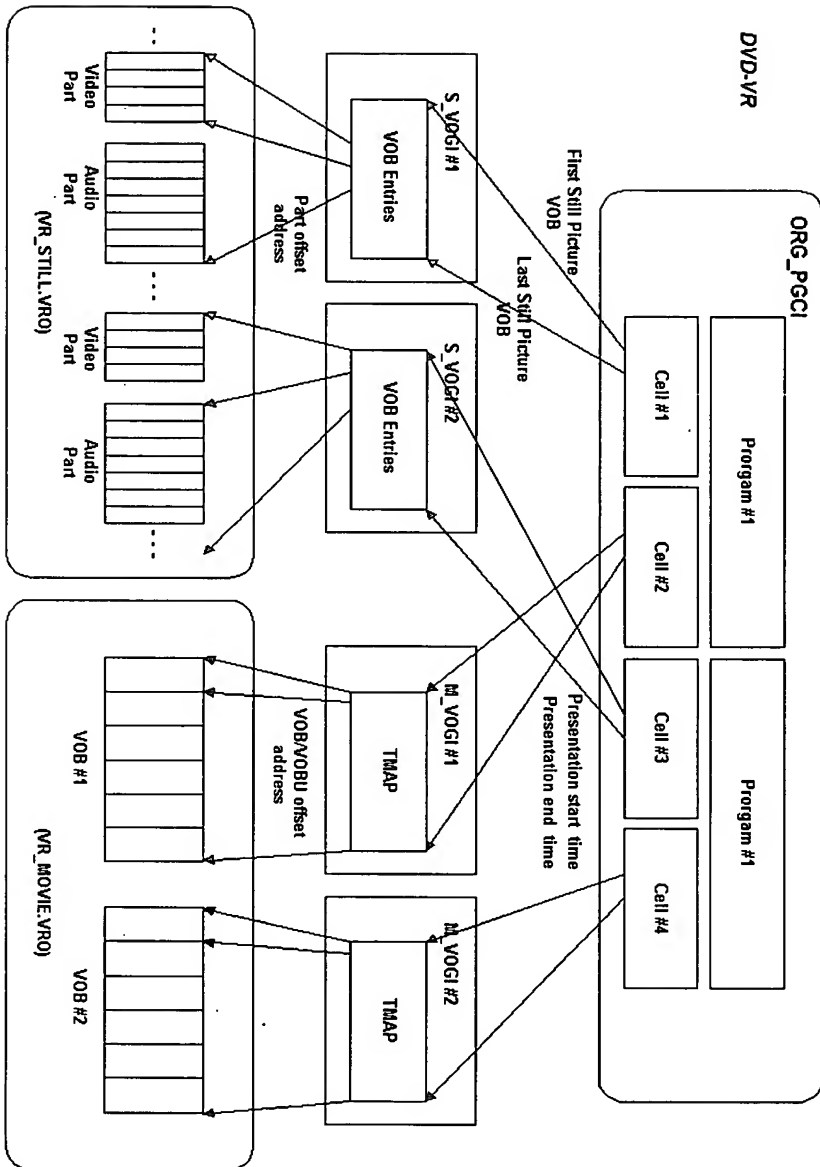 DVD-VR
ORG_PGCI
Prorgam #1
Prorgam #1
Cell #1
Cell #2
Cell #3
Cell #4
First Still Picture
VOB
Last Still Picture
VOB
Presentation start time
Presentation end time
S_VOGI #1
VOB Entries
S_VOGI #2
VOB Entries
M_VOGI #1
TMAP
M_VOGI #2
TMAP
Part offset
address
VOB/VOBU offset
address
...
Video
Part
Audio
Part
...
Video
Part
Audio
Part
...
(VR_STILL.VRO)
VOB #1
VOB #2
(VR_MOVIE.VRO)